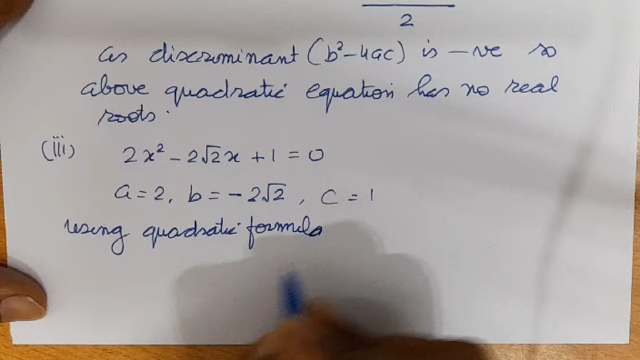 2
as discriminant (b²-4ac) is -ve so
above quadratic equation has no real
roots.
(iii) 2x² - 2√2x + 1 = 0
a = 2, b = -2√2, c = 1
using quadratic formula